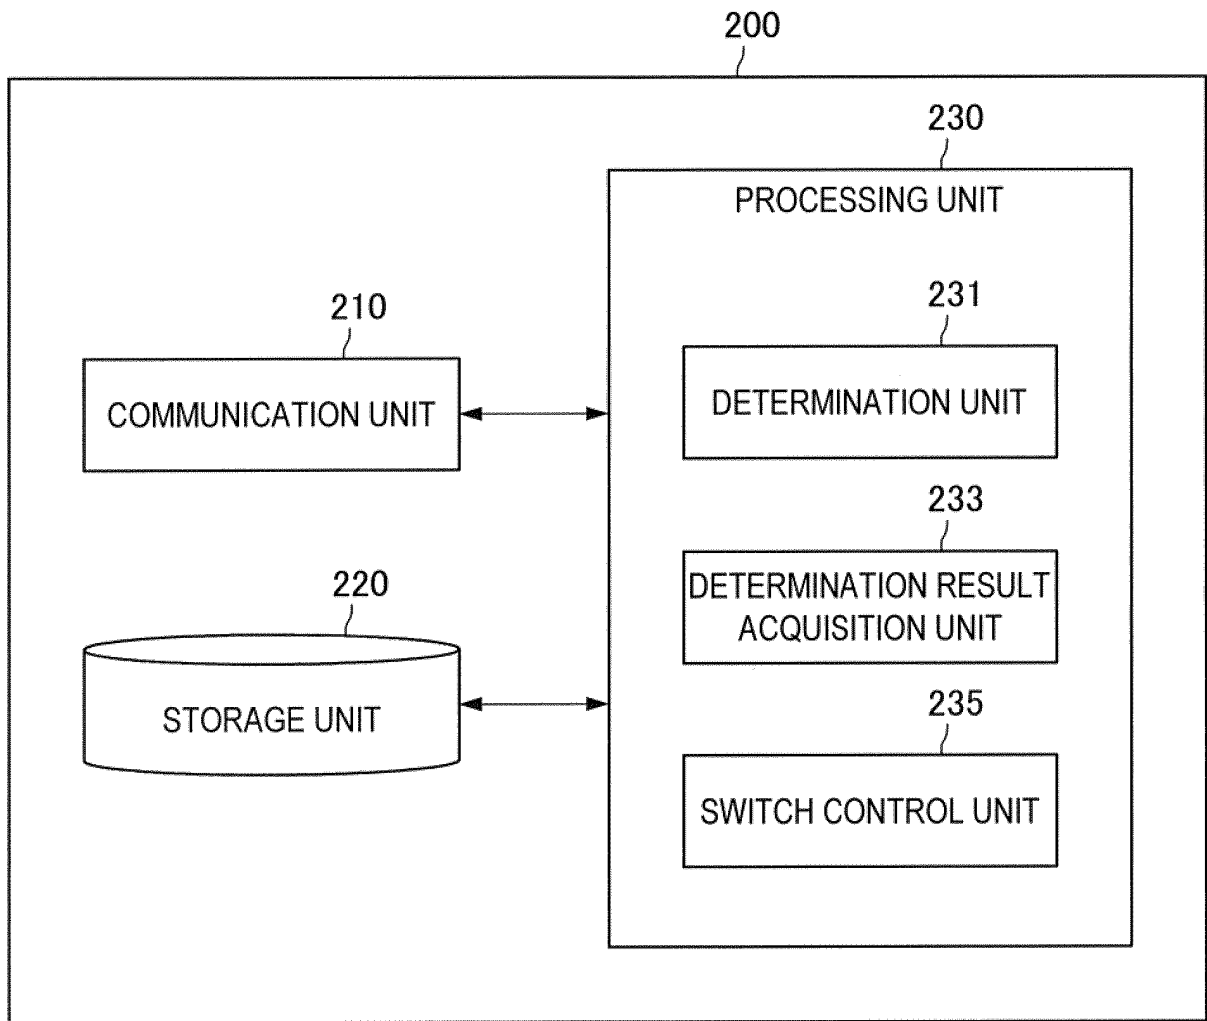 200
230
PROCESSING UNIT
210
COMMUNICATION UNIT
231
DETERMINATION UNIT
233
DETERMINATION RESULT
ACQUISITION UNIT
220
STORAGE UNIT
235
SWITCH CONTROL UNIT